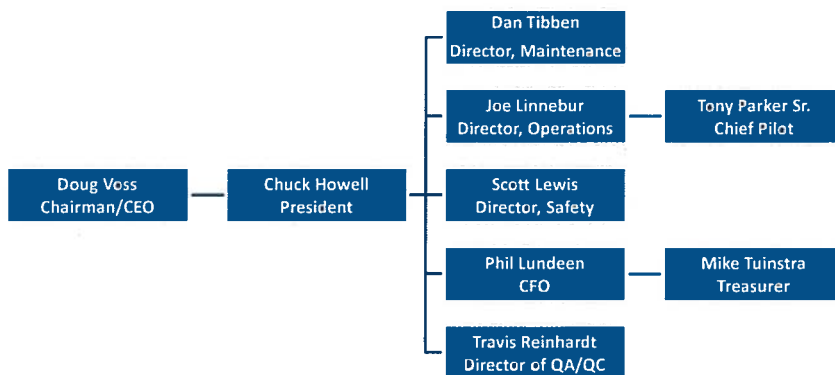 Dan Tibben
Director, Maintenance
Joe Linnebur
Director, Operations
Tony Parker Sr.
Chief Pilot
Doug Voss
Chairman/CEO
Chuck Howell
President
Scott Lewis
Director, Safety
Phil Lundeen
CFO
Mike Tuinstra
Treasurer
Travis Reinhardt
Director of QA/QC